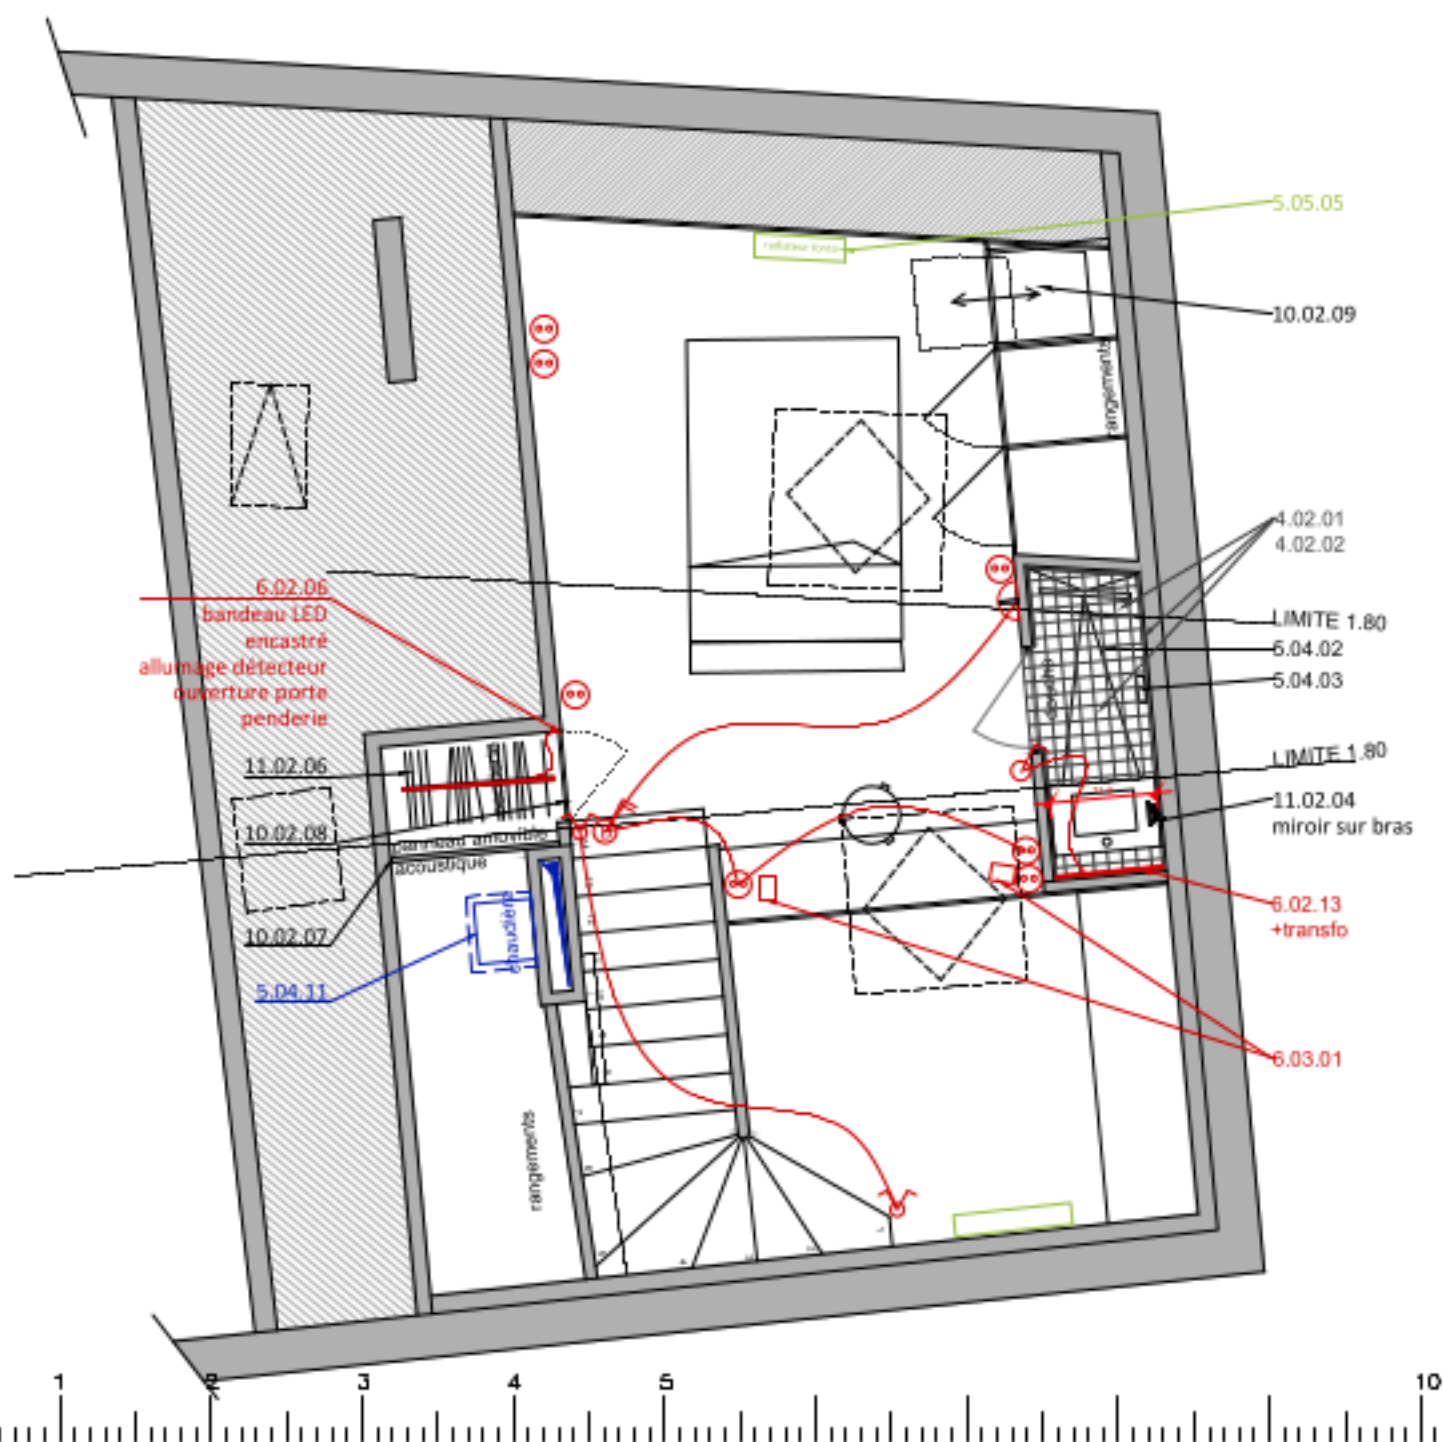 5.05.05
radiateur fonte
10.02.09
rangements
4.02.01
4.02.02
6.02.06
bandeau LED
encastré
allumage détecteur
ouverture porte
penderie
LIMITE 1.80
5.04.02
5.04.03
douche
LIMITE 1.80
11.02.06
11.02.04
miroir sur bras
10.02.08
panneau amovible
acoustique
10.02.07
chaudière
6.02.13
+transfo
5.04.11
6.03.01
rangements
1 2 3 4 5 10